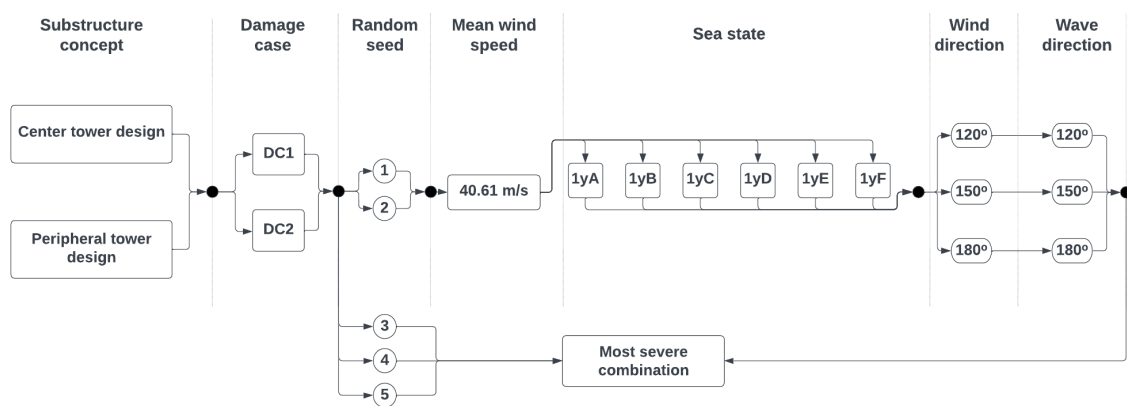 Substructure
concept
Damage
case
Random
seed
Mean wind
speed
Sea state
Wind
direction
Wave
direction
Center tower design
Peripheral tower
design
DC1
DC2
1
2
40.61 m/s
1yA
1yB
1yC
1yD
1yE
1yF
120º
150º
180º
120º
150º
180º
3
4
5
Most severe
combination